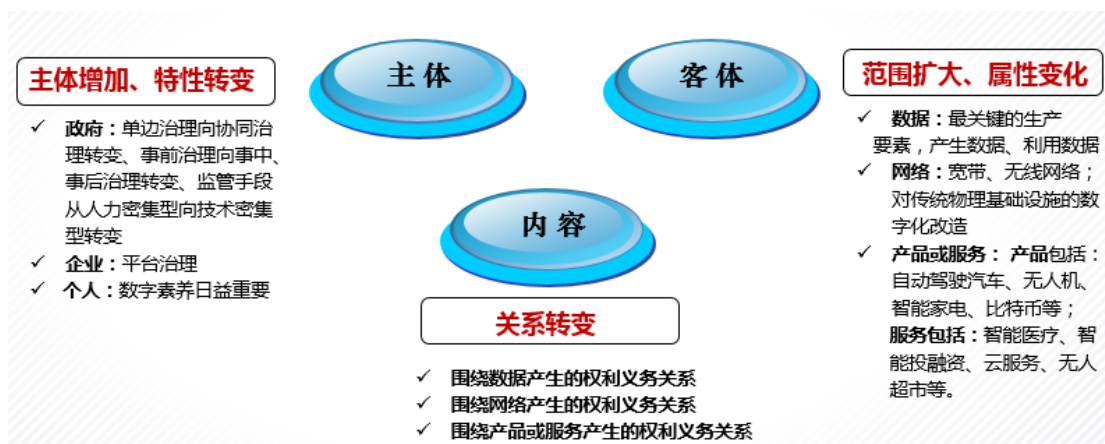 主体
客体
主体增加、特性转变
✓ 政府：单边治理向协同治
理转变、事前治理向事中、
事后治理转变、监管手段
从人力密集型向技术密集
型转变
✓ 企业：平台治理
✓ 个人：数字素养日益重要
范围扩大、属性变化
✓ 数据：最关键的生产
要素，产生数据、利用数据
✓ 网络：宽带、无线网络；
对传统物理基础设施的数
字化改造
✓ 产品或服务： 产品包括：
自动驾驶汽车、无人机、
智能家电、比特币等；
服务包括：智能医疗、智
能投融资、云服务、无人
超市等。
内容
关系转变
✓ 围绕数据产生的权利义务关系
✓ 围绕网络产生的权利义务关系
✓ 围绕产品或服务产生的权利义务关系